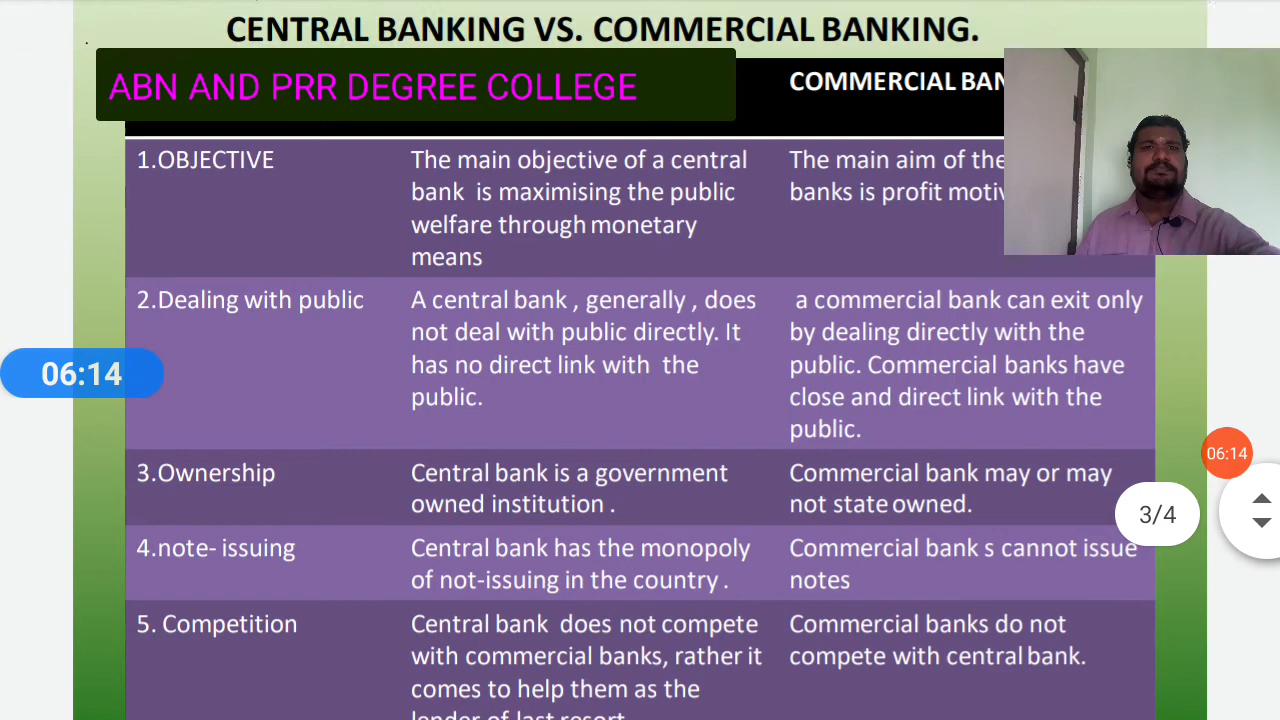 CENTRAL BANKING VS. COMMERCIAL BANKING.
ABN AND PRR DEGREE COLLEGE
COMMERCIAL
1.OBJECTIVE
The main objective of a central
bank is maximising the public
welfare through monetary
means
The main aim of the
banks is profit
2.Dealing with public
A central bank , generally , does
not deal with public directly. It
has no direct link with the
public.
a commercial bank can exit only
by dealing directly with the
public. Commercial banks have
close and direct link with the
public.
06:14
3.Ownership
Central bank is a government
owned institution .
Commercial bank may or may
not state owned.
06:14
3/4
4.note- issuing
Central bank has the monopoly
of not-issuing in the country .
Commercial bank s cannot issue
notes
5. Competition
Central bank does not compete
with commercial banks, rather it
comes to help them as the
lender of last resort
Commercial banks do not
compete with central bank.